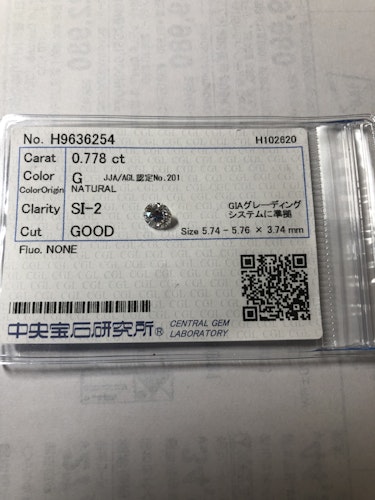 No. H9636254 H102620
Carat 0.778 ct
Color G JJA/AGL認定No.201
ColorOrigin NATURAL
Clarity SI-2 GIAグレーディング
システムに準拠
Cut GOOD Size 5.74 - 5.76 × 3.74 mm
Fluo. NONE
中央宝石研究所® CENTRAL GEM
LABORATORY